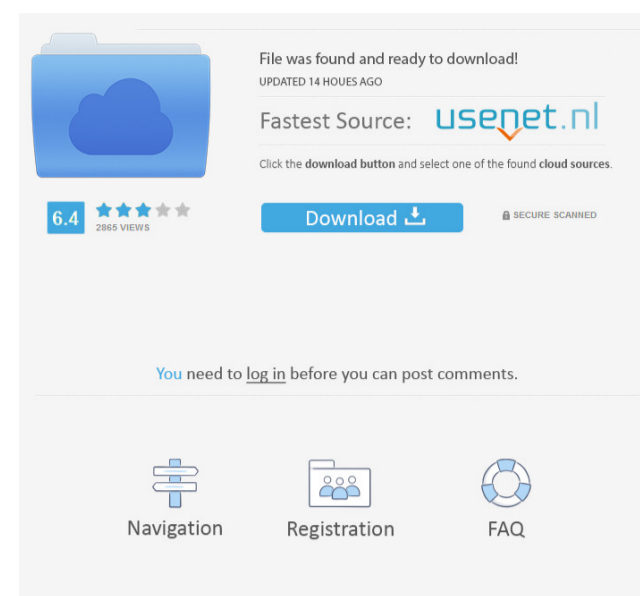 File was found and ready to download!
UPDATED 14 HOUES AGO
Fastest Source: usenet.nl
Click the download button and select one of the found cloud sources.
6.4
2865 VIEWS
Download
SECURE SCANNED
You need to log in before you can post comments.
Navigation
Registration
FAQ